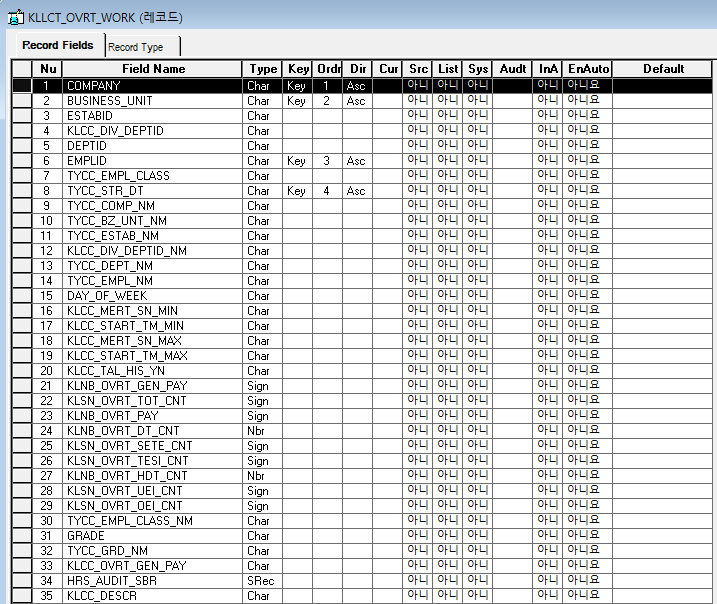 KLLCT_OVRT_WORK (레코드)
Record Fields Record Type
Nu Field Name Type Key Ordr Dir Cur Src List Sys Audt InA EnAuto Default
1 COMPANY Char Key 1 Asc 아니 아니 아니 아니 아니요
2 BUSINESS_UNIT Char Key 2 Asc 아니 아니 아니 아니 아니요
3 ESTABID Char 아니 아니 아니 아니 아니요
4 KLCC_DIV_DEPTID Char 아니 아니 아니 아니 아니요
5 DEPTID Char 아니 아니 아니 아니 아니요
6 EMPLID Char Key 3 Asc 아니 아니 아니 아니 아니요
7 TYCC_EMPL_CLASS Char 아니 아니 아니 아니 아니요
8 TYCC_STR_DT Char Key 4 Asc 아니 아니 아니 아니 아니요
9 TYCC_COMP_NM Char 아니 아니 아니 아니 아니요
10 TYCC_BZ_UNT_NM Char 아니 아니 아니 아니 아니요
11 TYCC_ESTAB_NM Char 아니 아니 아니 아니 아니요
12 KLCC_DIV_DEPTID_NM Char 아니 아니 아니 아니 아니요
13 TYCC_DEPT_NM Char 아니 아니 아니 아니 아니요
14 TYCC_EMPL_NM Char 아니 아니 아니 아니 아니요
15 DAY_OF_WEEK Char 아니 아니 아니 아니 아니요
16 KLCC_MERT_SN_MIN Char 아니 아니 아니 아니 아니요
17 KLCC_START_TM_MIN Char 아니 아니 아니 아니 아니요
18 KLCC_MERT_SN_MAX Char 아니 아니 아니 아니 아니요
19 KLCC_START_TM_MAX Char 아니 아니 아니 아니 아니요
20 KLCC_TAL_HIS_YN Char 아니 아니 아니 아니 아니요
21 KLNB_OVRT_GEN_PAY Sign 아니 아니 아니 아니 아니요
22 KLSN_OVRT_TOT_CNT Sign 아니 아니 아니 아니 아니요
23 KLNB_OVRT_PAY Sign 아니 아니 아니 아니 아니요
24 KLNB_OVRT_DT_CNT Nbr 아니 아니 아니 아니 아니요
25 KLSN_OVRT_SETE_CNT Sign 아니 아니 아니 아니 아니요
26 KLSN_OVRT_TESI_CNT Sign 아니 아니 아니 아니 아니요
27 KLNB_OVRT_HDT_CNT Nbr 아니 아니 아니 아니 아니요
28 KLSN_OVRT_UEI_CNT Sign 아니 아니 아니 아니 아니요
29 KLSN_OVRT_OEI_CNT Sign 아니 아니 아니 아니 아니요
30 TYCC_EMPL_CLASS_NM Char 아니 아니 아니 아니 아니요
31 GRADE Char 아니 아니 아니 아니 아니요
32 TYCC_GRD_NM Char 아니 아니 아니 아니 아니요
33 KLCC_OVRT_GEN_PAY Char 아니 아니 아니 아니 아니요
34 HRS_AUDIT_SBR SRec 아니 아니 아니 아니 아니요
35 KLCC_DESCR Char 아니 아니 아니 아니 아니요